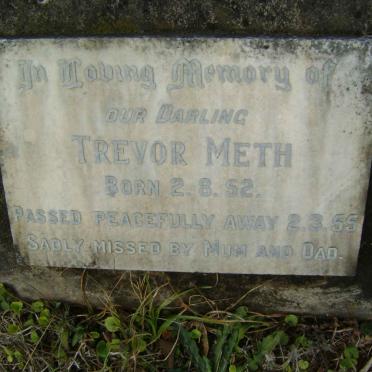 In Loving Memory of
OUR DARLING
TREVOR METH
BORN 2.8.52.
PASSED PEACEFULLY AWAY 2.3.55
SADLY MISSED BY MUM AND DAD.